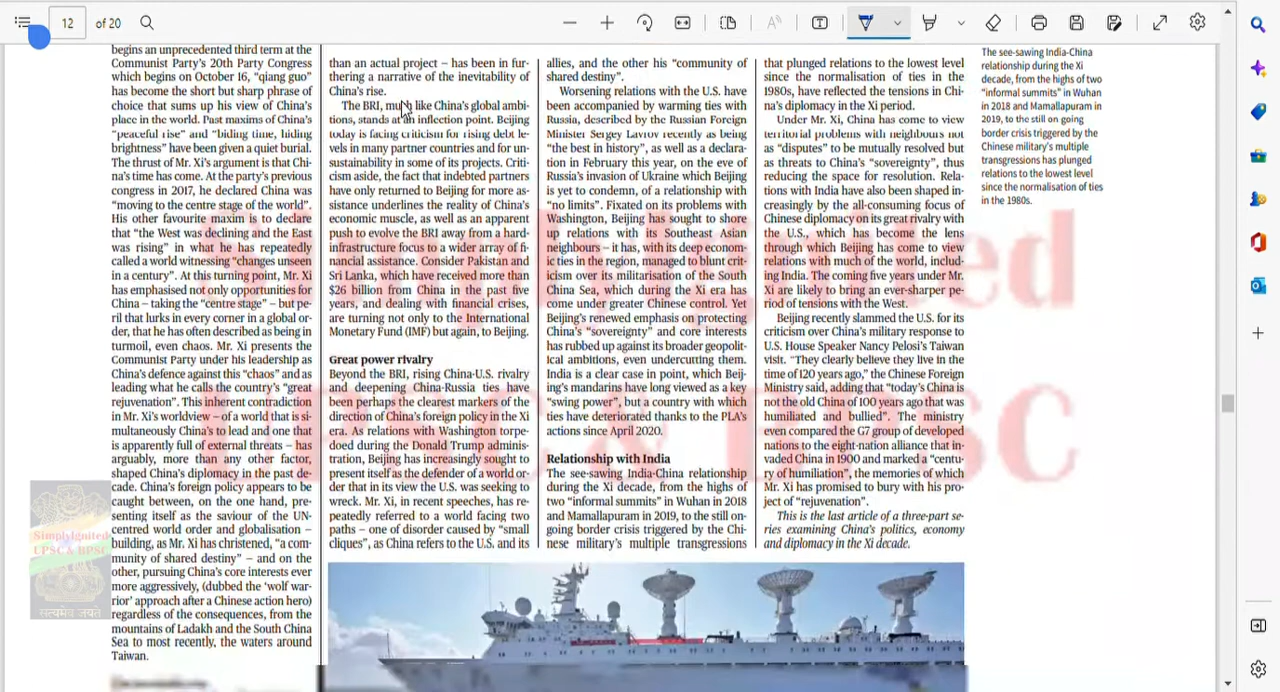 12 of 20
begins an unprecedented third term at the
Communist Party’s 20th Party Congress
which begins on October 16, “qiang guo”
has become the short but sharp phrase of
choice that sums up his view of China’s
place in the world. Past maxims of China’s
“peaceful rise” and “biding time, hiding
brightness” have been given a quiet burial.
The thrust of Mr. Xi’s argument is that Chi-
na’s time has come. At the party’s previous
congress in 2017, he declared China was
“moving to the centre stage of the world”.
His other favourite maxim is to declare
that “the West was declining and the East
was rising” in what he has repeatedly
called a world witnessing “changes unseen
in a century”. At this turning point, Mr. Xi
has emphasised not only opportunities for
China – taking the “centre stage” – but pe-
ril that lurks in every corner in a global or-
der, that he has often described as being in
turmoil, even chaos. Mr. Xi presents the
Communist Party under his leadership as
China’s defence against this “chaos” and as
leading what he calls the country’s “great
rejuvenation”. This inherent contradiction
in Mr. Xi’s worldview – of a world that is si-
multaneously China’s to lead and one that
is apparently full of external threats – has
arguably, more than any other factor,
shaped China’s diplomacy in the past de-
cade. China’s foreign policy appears to be
caught between, on the one hand, pre-
senting itself as the saviour of the UN-
centred world order and globalisation –
building, as Mr. Xi has christened, “a com-
munity of shared destiny” – and on the
other, pursuing China’s core interests ever
more aggressively, (dubbed the ‘wolf war-
rior’ approach after a Chinese action hero)
regardless of the consequences, from the
mountains of Ladakh and the South China
Sea to most recently, the waters around
Taiwan.
than an actual project – has been in fur-
thering a narrative of the inevitability of
China’s rise.
The BRI, much like China’s global ambi-
tions, stands at an inflection point. Beijing
today is facing criticism for rising debt le-
vels in many partner countries and for un-
sustainability in some of its projects. Criti-
cism aside, the fact that indebted partners
have only returned to Beijing for more as-
sistance underlines the reality of China’s
economic muscle, as well as an apparent
push to evolve the BRI away from a hard-
infrastructure focus to a wider array of fi-
nancial assistance. Consider Pakistan and
Sri Lanka, which have received more than
$26 billion from China in the past five
years, and dealing with financial crises,
are turning not only to the International
Monetary Fund (IMF) but again, to Beijing.
Great power rivalry
Beyond the BRI, rising China-U.S. rivalry
and deepening China-Russia ties have
been perhaps the clearest markers of the
direction of China’s foreign policy in the Xi
era. As relations with Washington torpe-
doed during the Donald Trump adminis-
tration, Beijing has increasingly sought to
present itself as the defender of a world or-
der that in its view the U.S. was seeking to
wreck. Mr. Xi, in recent speeches, has re-
peatedly referred to a world facing two
paths – one of disorder caused by “small
cliques”, as China refers to the U.S. and its
allies, and the other his “community of
shared destiny”.
Worsening relations with the U.S. have
been accompanied by warming ties with
Russia, described by the Russian Foreign
Minister Sergey Lavrov recently as being
“the best in history”, as well as a declara-
tion in February this year, on the eve of
Russia’s invasion of Ukraine which Beijing
is yet to condemn, of a relationship with
“no limits”. Fixated on its problems with
Washington, Beijing has sought to shore
up relations with its Southeast Asian
neighbours – it has, with its deep econom-
ic ties in the region, managed to blunt crit-
icism over its militarisation of the South
China Sea, which during the Xi era has
come under greater Chinese control. Yet
Beijing’s renewed emphasis on protecting
China’s “sovereignty” and core interests
has rubbed up against its broader geopolit-
ical ambitions, even undercutting them.
India is a clear case in point, which Beij-
ing’s mandarins have long viewed as a key
“swing power”, but a country with which
ties have deteriorated thanks to the PLA’s
actions since April 2020.
Relationship with India
The see-sawing India-China relationship
during the Xi decade, from the highs of
two “informal summits” in Wuhan in 2018
and Mamallapuram in 2019, to the still on-
going border crisis triggered by the Chi-
nese military’s multiple transgressions
that plunged relations to the lowest level
since the normalisation of ties in the
1980s, have reflected the tensions in Chi-
na’s diplomacy in the Xi period.
Under Mr. Xi, China has come to view
territorial problems with neighbours not
as “disputes” to be mutually resolved but
as threats to China’s “sovereignty”, thus
reducing the space for resolution. Rela-
tions with India have also been shaped in-
creasingly by the all-consuming focus of
Chinese diplomacy on its great rivalry with
the U.S., which has become the lens
through which Beijing has come to view
relations with much of the world, includ-
ing India. The coming five years under Mr.
Xi are likely to bring an ever-sharper pe-
riod of tensions with the West.
Beijing recently slammed the U.S. for its
criticism over China’s military response to
U.S. House Speaker Nancy Pelosi’s Taiwan
visit. “They clearly believe they live in the
time of 120 years ago,” the Chinese Foreign
Ministry said, adding that “today’s China is
not the old China of 100 years ago that was
humiliated and bullied”. The ministry
even compared the G7 group of developed
nations to the eight-nation alliance that in-
vaded China in 1900 and marked a “centu-
ry of humiliation”, the memories of which
Mr. Xi has promised to bury with his pro-
ject of “rejuvenation”.
This is the last article of a three-part se-
ries examining China’s politics, economy
and diplomacy in the Xi decade.
The see-sawing India-China
relationship during the Xi
decade, from the highs of two
“informal summits” in Wuhan
in 2018 and Mamallapuram in
2019, to the still on-going
border crisis triggered by the
Chinese military’s multiple
transgressions has plunged
relations to the lowest level
since the normalisation of ties
in the 1980s.
SimplyIgnited
UPSC & BPSC
सत्यमेव जयते